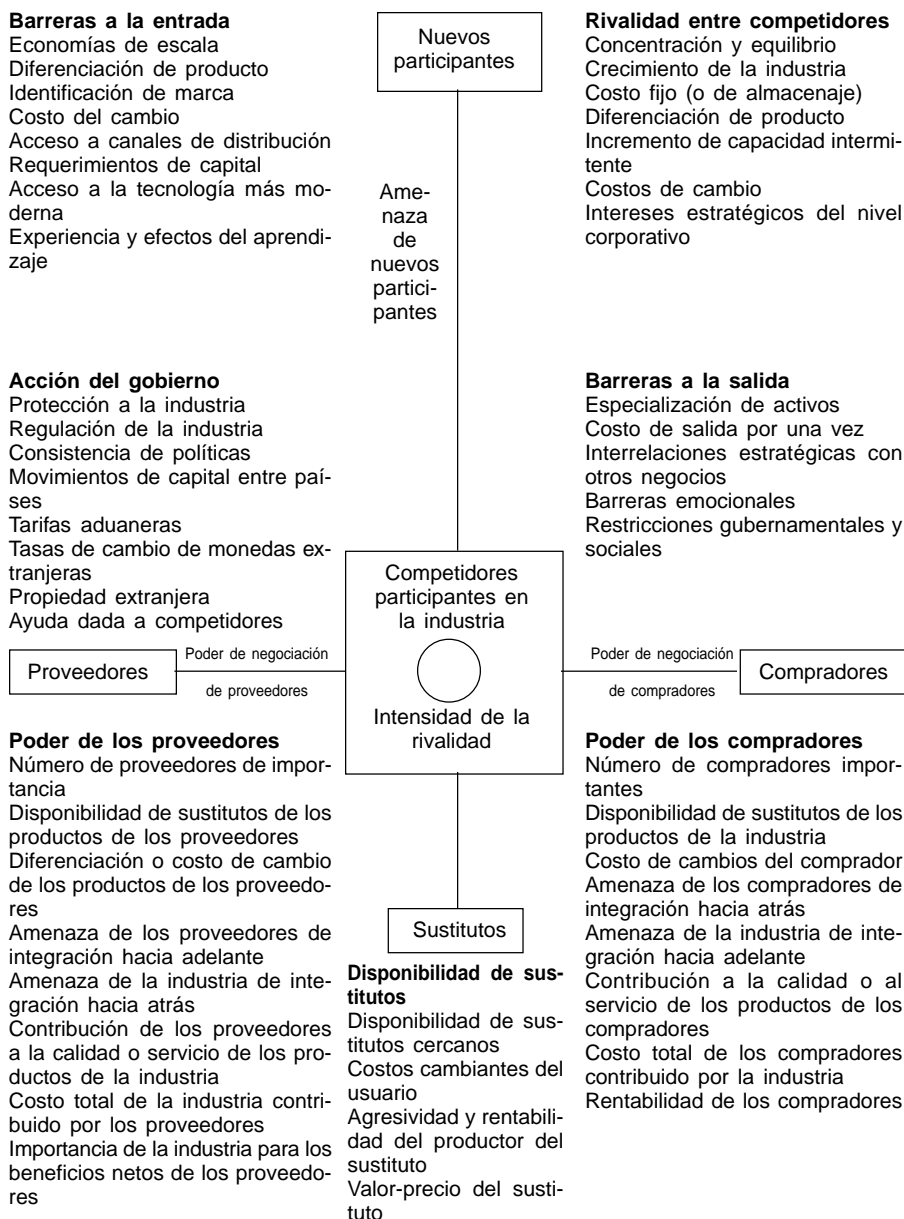 Barreras a la entrada
Economías de escala
Diferenciación de producto
Identificación de marca
Costo del cambio
Acceso a canales de distribución
Requerimientos de capital
Acceso a la tecnología más mo-
derna
Experiencia y efectos del aprendi-
zaje
Nuevos
participantes
Rivalidad entre competidores
Concentración y equilibrio
Crecimiento de la industria
Costo fijo (o de almacenaje)
Diferenciación de producto
Incremento de capacidad intermi-
tente
Costos de cambio
Intereses estratégicos del nivel
corporativo
Ame-
naza
de
nuevos
partici-
pantes
Acción del gobierno
Protección a la industria
Regulación de la industria
Consistencia de políticas
Movimientos de capital entre paí-
ses
Tarifas aduaneras
Tasas de cambio de monedas ex-
tranjeras
Propiedad extranjera
Ayuda dada a competidores
Barreras a la salida
Especialización de activos
Costo de salida por una vez
Interrelaciones estratégicas con
otros negocios
Barreras emocionales
Restricciones gubernamentales y
sociales
Proveedores
Poder de negociación
de proveedores
Competidores
participantes en
la industria
Intensidad de la
rivalidad
Poder de negociación
de compradores
Compradores
Poder de los proveedores
Número de proveedores de impor-
tancia
Disponibilidad de sustitutos de los
productos de los proveedores
Diferenciación o costo de cambio
de los productos de los proveedo-
res
Amenaza de los proveedores de
integración hacia adelante
Amenaza de la industria de inte-
gración hacia atrás
Contribución de los proveedores
a la calidad o servicio de los pro-
ductos de la industria
Costo total de la industria contri-
buido por los proveedores
Importancia de la industria para los
beneficios netos de los proveedo-
res
Sustitutos
Disponibilidad de sus-
titutos
Disponibilidad de sus-
titutos cercanos
Costos cambiantes del
usuario
Agresividad y rentabili-
dad del productor del
sustituto
Valor-precio del susti-
tuto
Poder de los compradores
Número de compradores impor-
tantes
Disponibilidad de sustitutos de los
productos de la industria
Costo de cambios del comprador
Amenaza de los compradores de
integración hacia atrás
Amenaza de la industria de inte-
gración hacia adelante
Contribución a la calidad o al
servicio de los productos de los
compradores
Costo total de los compradores
contribuido por la industria
Rentabilidad de los compradores